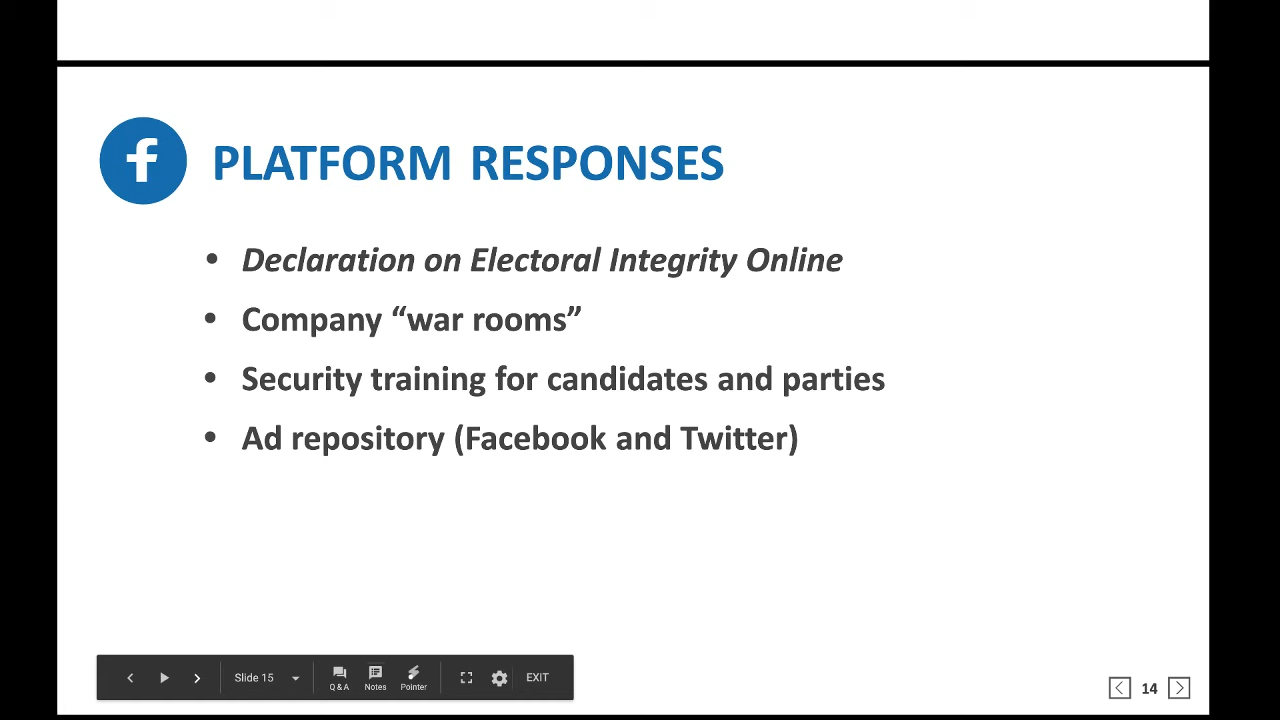 f PLATFORM RESPONSES
• Declaration on Electoral Integrity Online
• Company “war rooms”
• Security training for candidates and parties
• Ad repository (Facebook and Twitter)
Slide 15 Q & A Notes Pointer EXIT
14